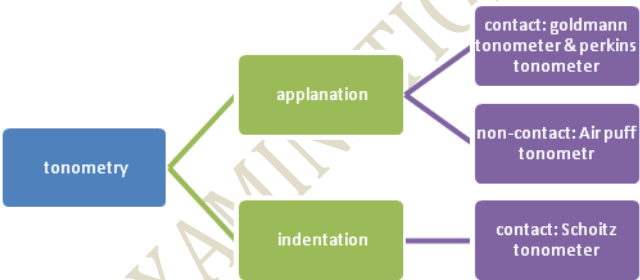 contact: goldmann
tonometer & perkins
tonometer
applanation
non-contact: Air puff
tonometr
tonometry
indentation
contact: Schoitz
tonometer